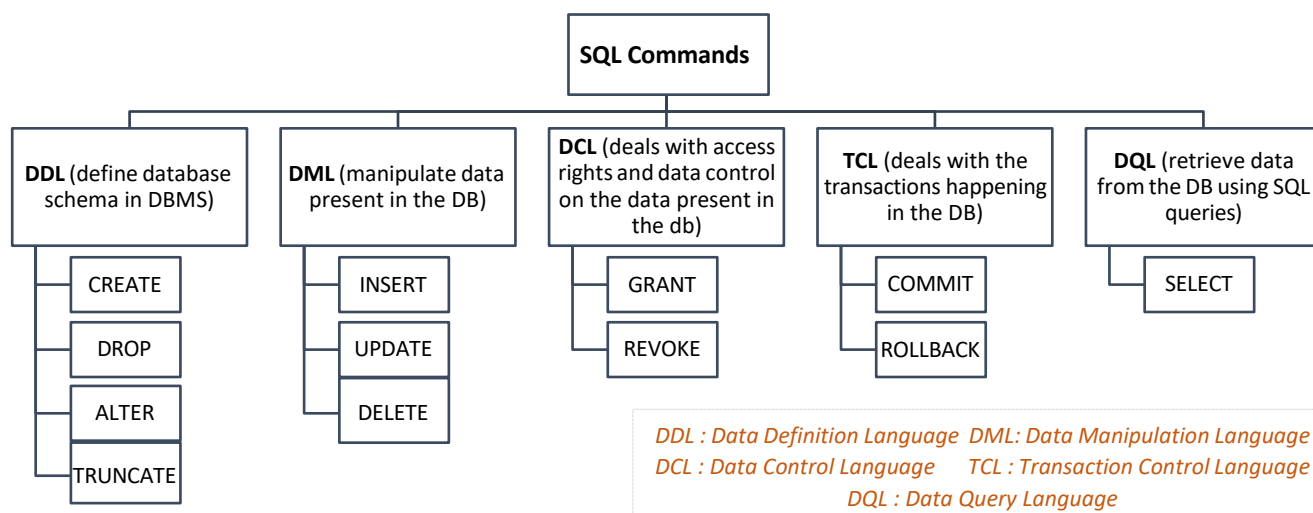 SQL Commands
DDL (define database
schema in DBMS)
CREATE
DROP
ALTER
TRUNCATE
DML (manipulate data
present in the DB)
INSERT
UPDATE
DELETE
DCL (deals with access
rights and data control
on the data present in
the db)
GRANT
REVOKE
TCL (deals with the
transactions happening
in the DB)
COMMIT
ROLLBACK
DQL (retrieve data
from the DB using SQL
queries)
SELECT
DDL : Data Definition Language DML: Data Manipulation Language
DCL : Data Control Language TCL : Transaction Control Language
DQL : Data Query Language